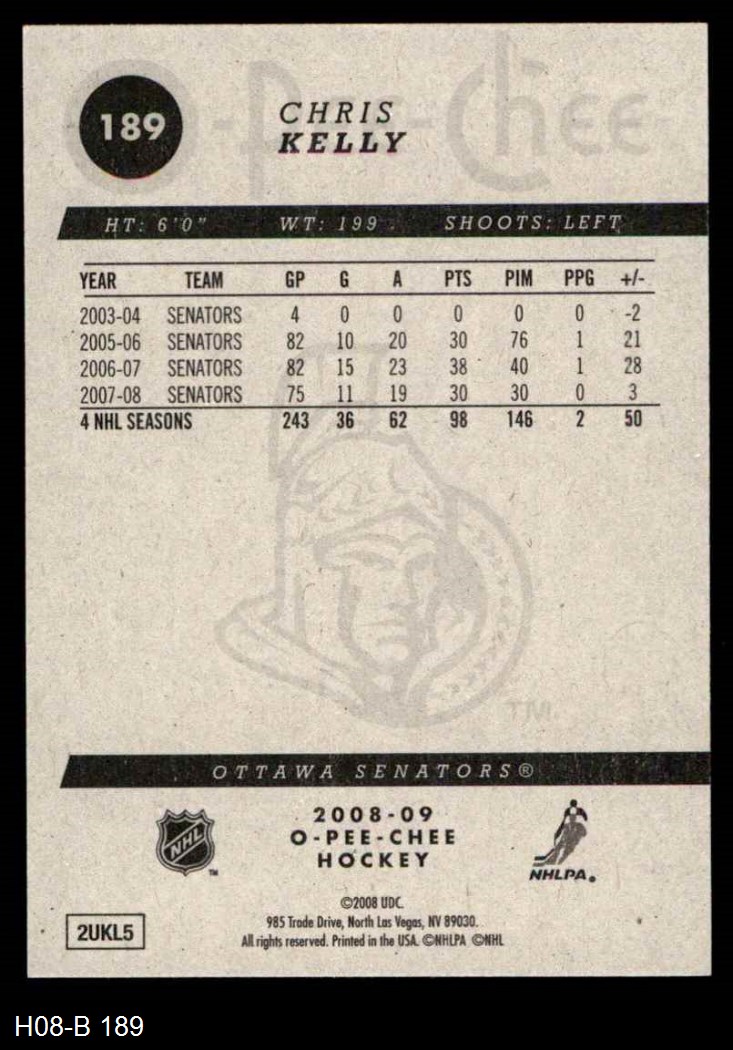 O-Pee-Chee
189
CHRIS
KELLY
HT: 6'0" WT: 199 SHOOTS: LEFT
YEAR TEAM GP G A PTS PIM PPG +/-
2003-04 SENATORS 4 0 0 0 0 0 -2
2005-06 SENATORS 82 10 20 30 76 1 21
2006-07 SENATORS 82 15 23 38 40 1 28
2007-08 SENATORS 75 11 19 30 30 0 3
4 NHL SEASONS 243 36 62 98 146 2 50
TM
OTTAWA SENATORS®
NHL TM
2008-09
O-PEE-CHEE
HOCKEY
NHLPA®
©2008 UDC.
985 Trade Drive, North Las Vegas, NV 89030.
All rights reserved. Printed in the USA. ©NHLPA ©NHL
2UKL5
H08-B 189